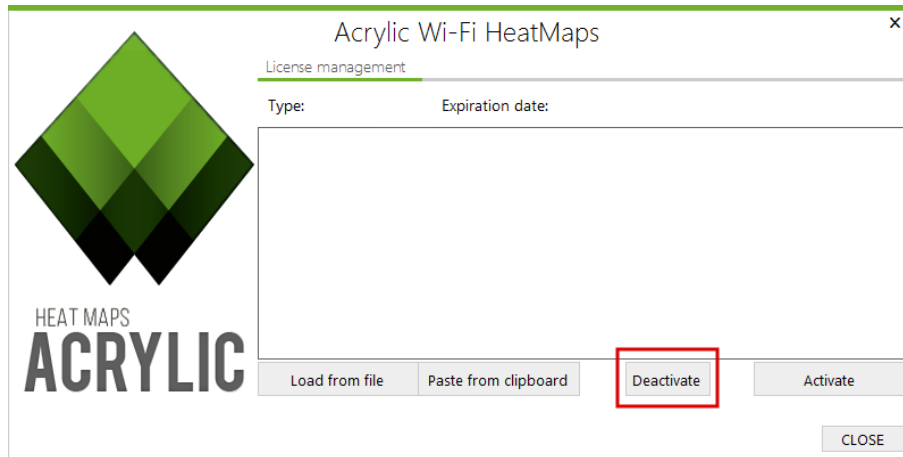 Acrylic Wi-Fi HeatMaps
x
License management
Type: Expiration date:
HEAT MAPS
ACRYLIC
Load from file Paste from clipboard Deactivate Activate
CLOSE